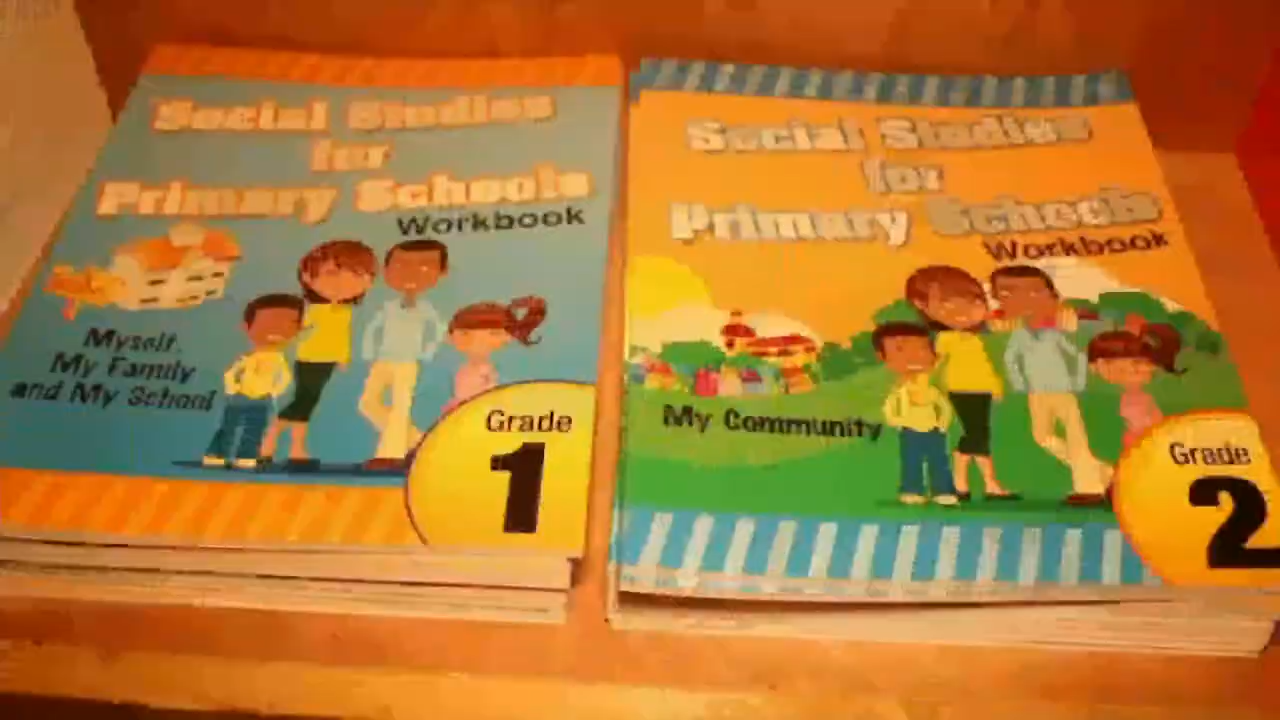 Social Studies
for
Primary Schools
Workbook
Myself,
My Family
and My School
Grade
1
Social Studies
for
Primary Schools
Workbook
My Community
Grade
2